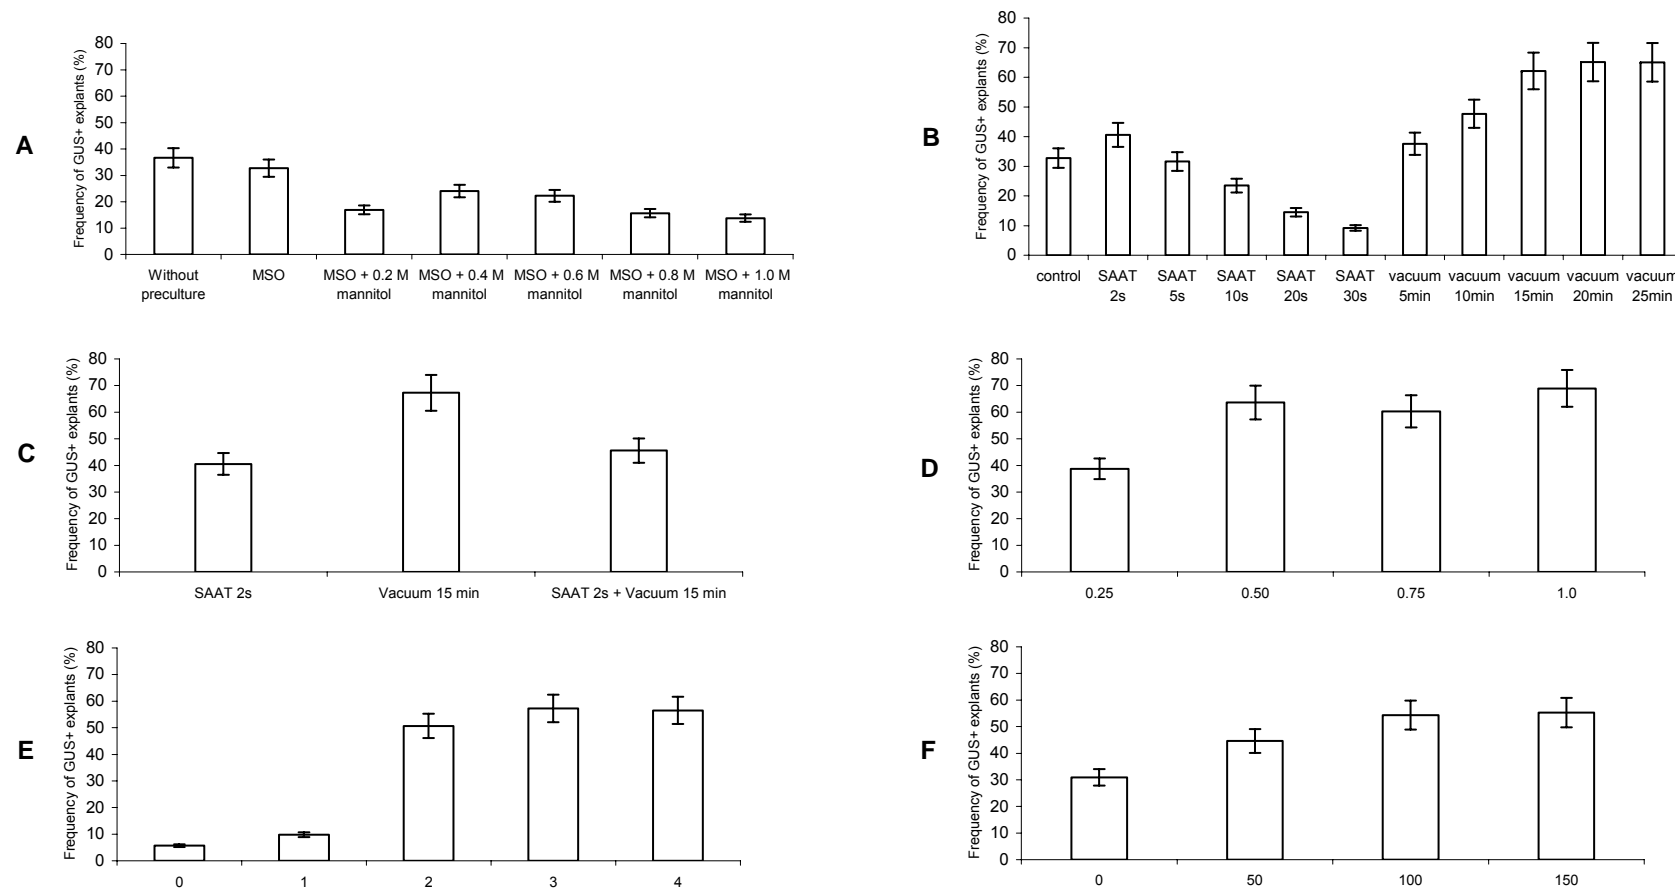 A
Frequency of GUS+ explants (%)
80
70
60
50
40
30
20
10
0
Without preculture
MSO
MSO + 0.2 M mannitol
MSO + 0.4 M mannitol
MSO + 0.6 M mannitol
MSO + 0.8 M mannitol
MSO + 1.0 M mannitol
B
Frequency of GUS+ explants (%)
80
70
60
50
40
30
20
10
0
control
SAAT 2s
SAAT 5s
SAAT 10s
SAAT 20s
SAAT 30s
vacuum 5min
vacuum 10min
vacuum 15min
vacuum 20min
vacuum 25min
C
Frequency of GUS+ explants (%)
80
70
60
50
40
30
20
10
0
SAAT 2s
Vacuum 15 min
SAAT 2s + Vacuum 15 min
D
Frequency of GUS+ explants (%)
80
70
60
50
40
30
20
10
0
0.25
0.50
0.75
1.0
E
Frequency of GUS+ explants (%)
80
70
60
50
40
30
20
10
0
0
1
2
3
4
F
Frequency of GUS+ explants (%)
80
70
60
50
40
30
20
10
0
0
50
100
150